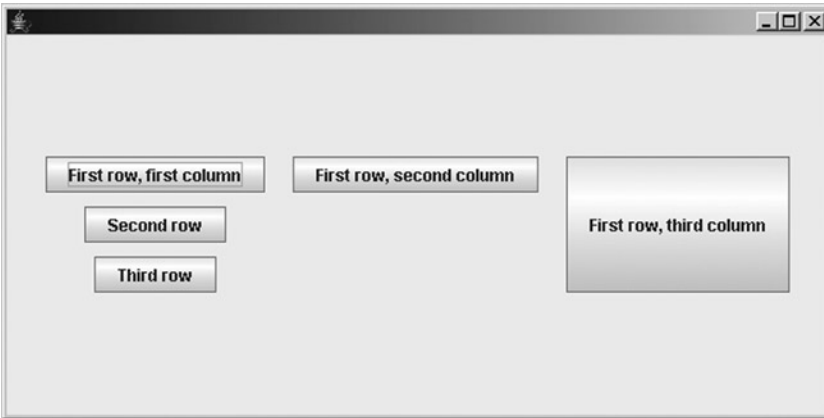 First row, first column
First row, second column
First row, third column
Second row
Third row